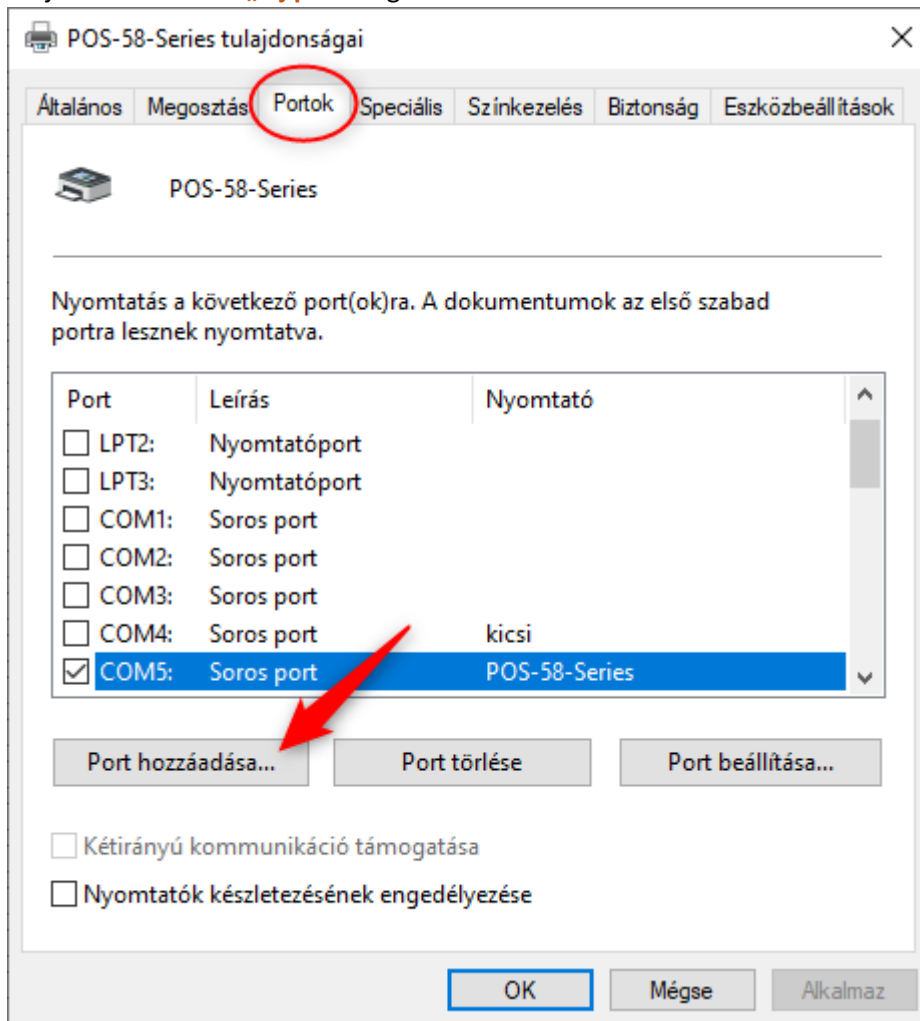 POS-58-Series tulajdonságai
Általános Megosztás Portok Speciális Színkezelés Biztonság Eszközbeállítások
POS-58-Series
Nyomtatás a következő port(ok)ra. A dokumentumok az első szabad
portra lesznek nyomtatva.
Port Leírás Nyomtató
LPT2: Nyomtatóport
LPT3: Nyomtatóport
COM1: Soros port
COM2: Soros port
COM3: Soros port
COM4: Soros port kicsi
COM5: Soros port POS-58-Series
Port hozzáadása... Port törlése Port beállítása...
Kétirányú kommunikáció támogatása
Nyomtatók készletezésének engedélyezése
OK Mégse Alkalmaz